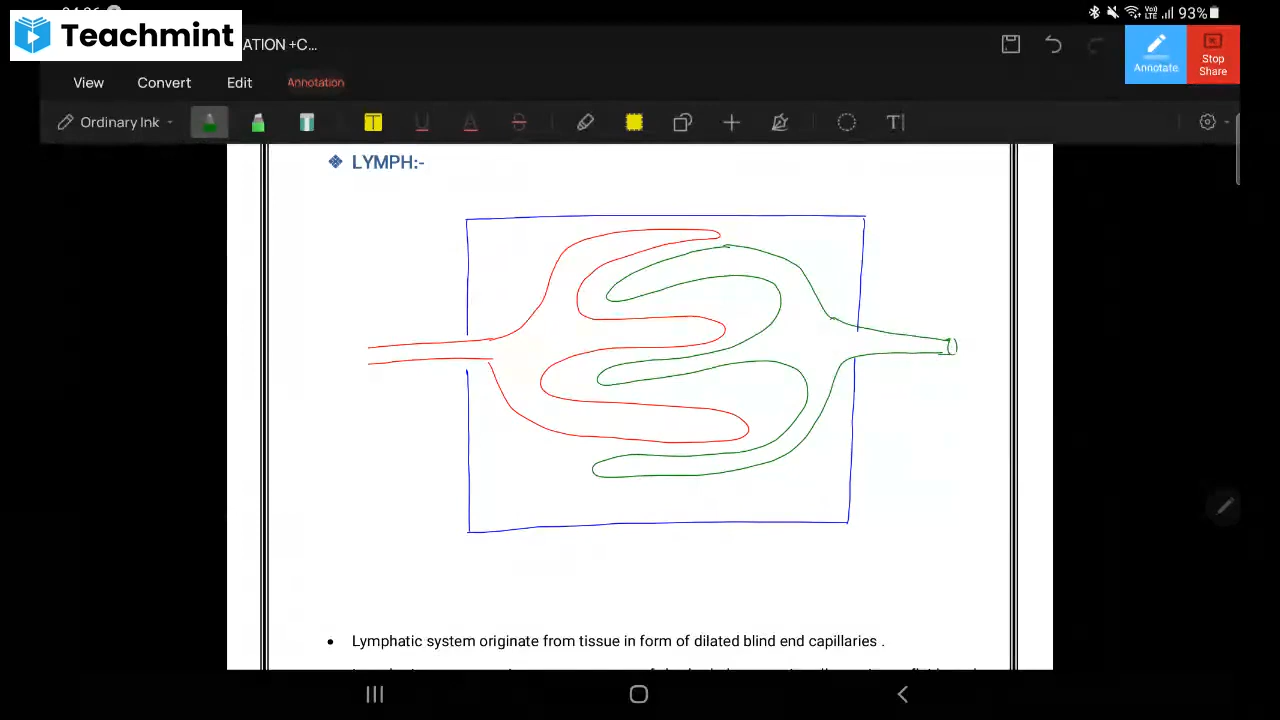 Teachmint
ATION +C...
93%
View Convert Edit Annotation
Annotate
Stop
Share
Ordinary Ink
LYMPH:-
Lymphatic system originate from tissue in form of dilated blind end capillaries .